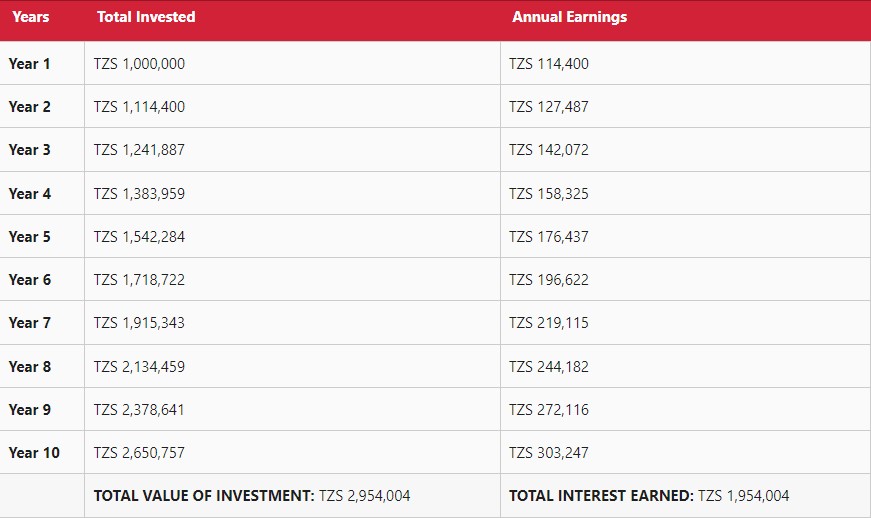 Years Total Invested Annual Earnings
Year 1 TZS 1,000,000 TZS 114,400
Year 2 TZS 1,114,400 TZS 127,487
Year 3 TZS 1,241,887 TZS 142,072
Year 4 TZS 1,383,959 TZS 158,325
Year 5 TZS 1,542,284 TZS 176,437
Year 6 TZS 1,718,722 TZS 196,622
Year 7 TZS 1,915,343 TZS 219,115
Year 8 TZS 2,134,459 TZS 244,182
Year 9 TZS 2,378,641 TZS 272,116
Year 10 TZS 2,650,757 TZS 303,247
TOTAL VALUE OF INVESTMENT: TZS 2,954,004 TOTAL INTEREST EARNED: TZS 1,954,004